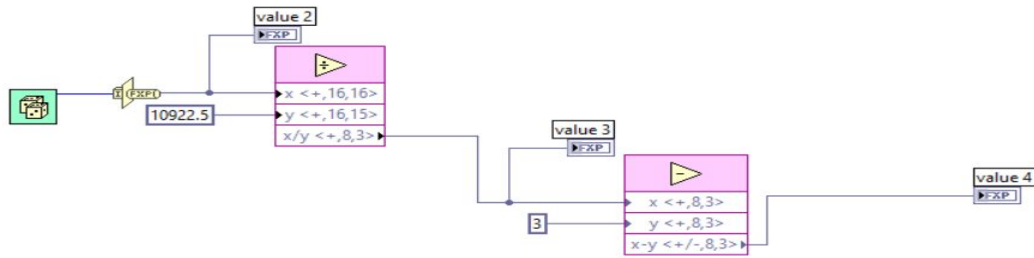 value 2
FXP
÷
I FXP
x <+,16,16>
10922.5
y <+,16,15>
x/y <+,8,3>
value 3
FXP
-
value 4
FXP
x <+,8,3>
3
y <+,8,3>
x-y <+/-,8,3>